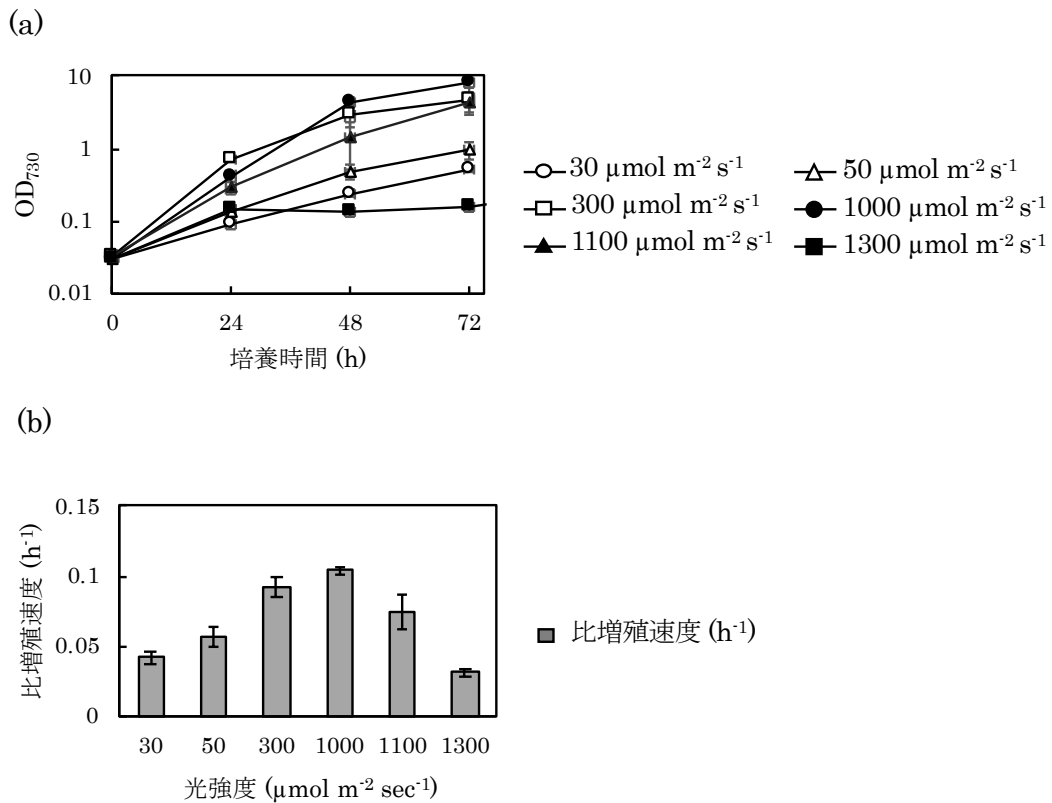 (a)
10
1
0.1
0.01
OD₇₃₀
0 24 48 72
培養時間 (h)
30 µmol m⁻² s⁻¹ 50 µmol m⁻² s⁻¹
300 µmol m⁻² s⁻¹ 1000 µmol m⁻² s⁻¹
1100 µmol m⁻² s⁻¹ 1300 µmol m⁻² s⁻¹
(b)
0.15
0.1
0.05
0
比増殖速度 (h⁻¹)
30 50 300 1000 1100 1300
光強度 (µmol m⁻² sec⁻¹)
比増殖速度 (h⁻¹)